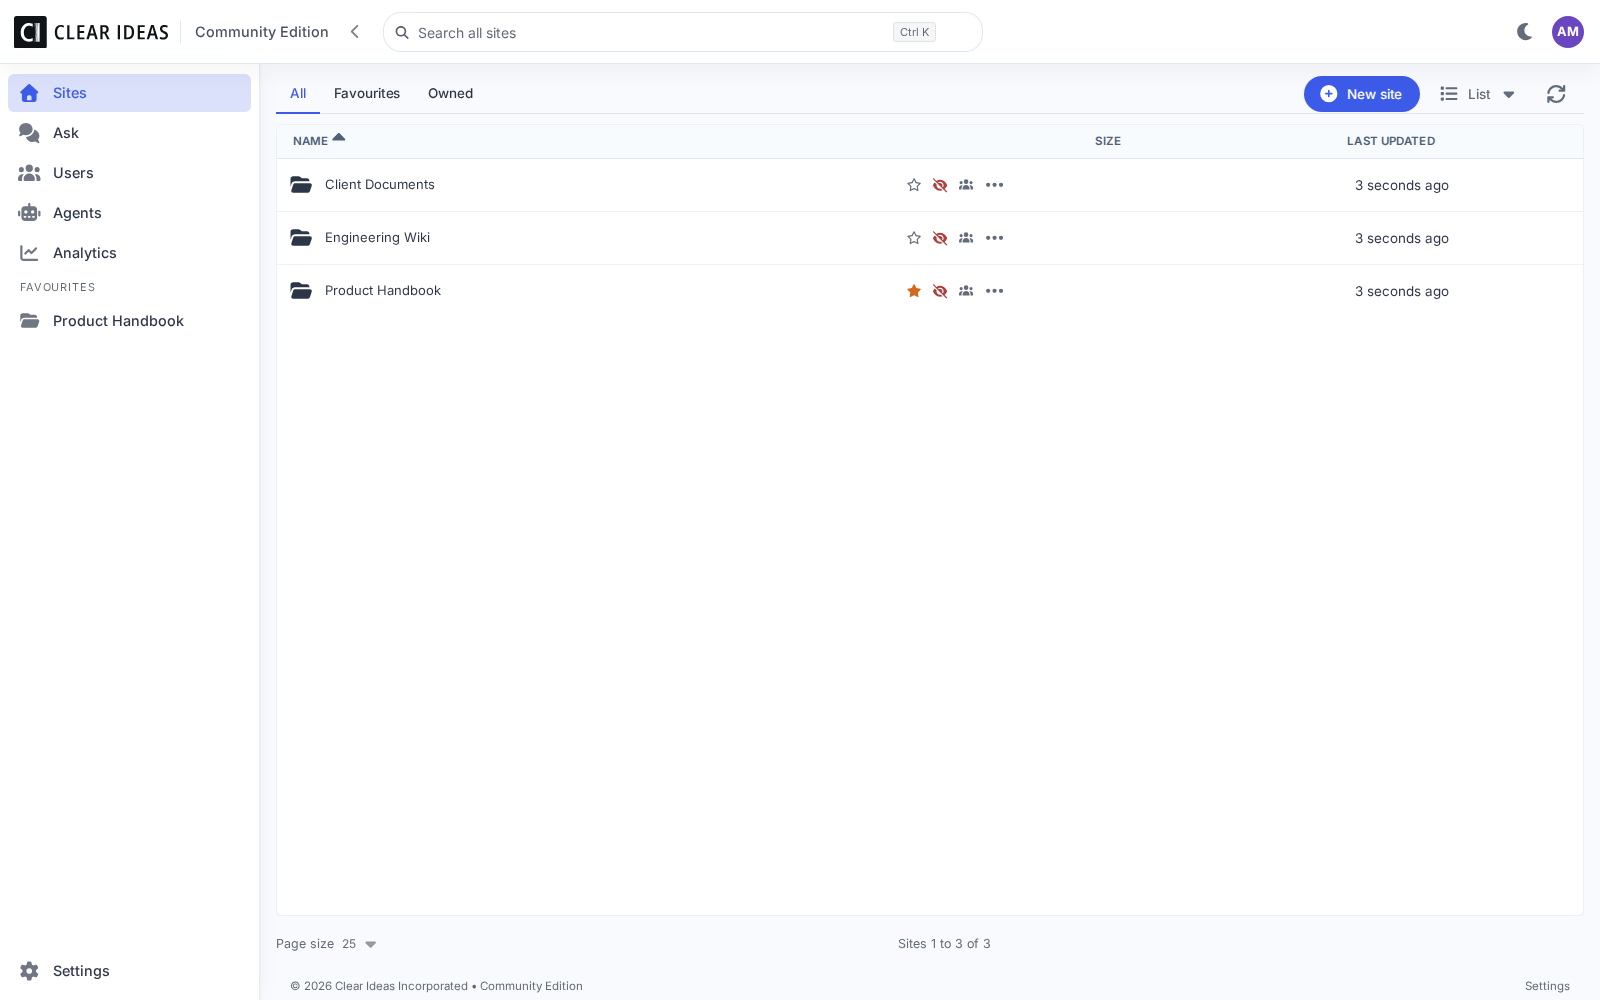 CI CLEAR IDEAS
Community Edition
Search all sites
Ctrl K
AM
Sites
Ask
Users
Agents
Analytics
FAVOURITES
Product Handbook
Settings
All
Favourites
Owned
New site
List
NAME
SIZE
LAST UPDATED
Client Documents
3 seconds ago
Engineering Wiki
3 seconds ago
Product Handbook
3 seconds ago
Page size 25
Sites 1 to 3 of 3
© 2026 Clear Ideas Incorporated • Community Edition
Settings